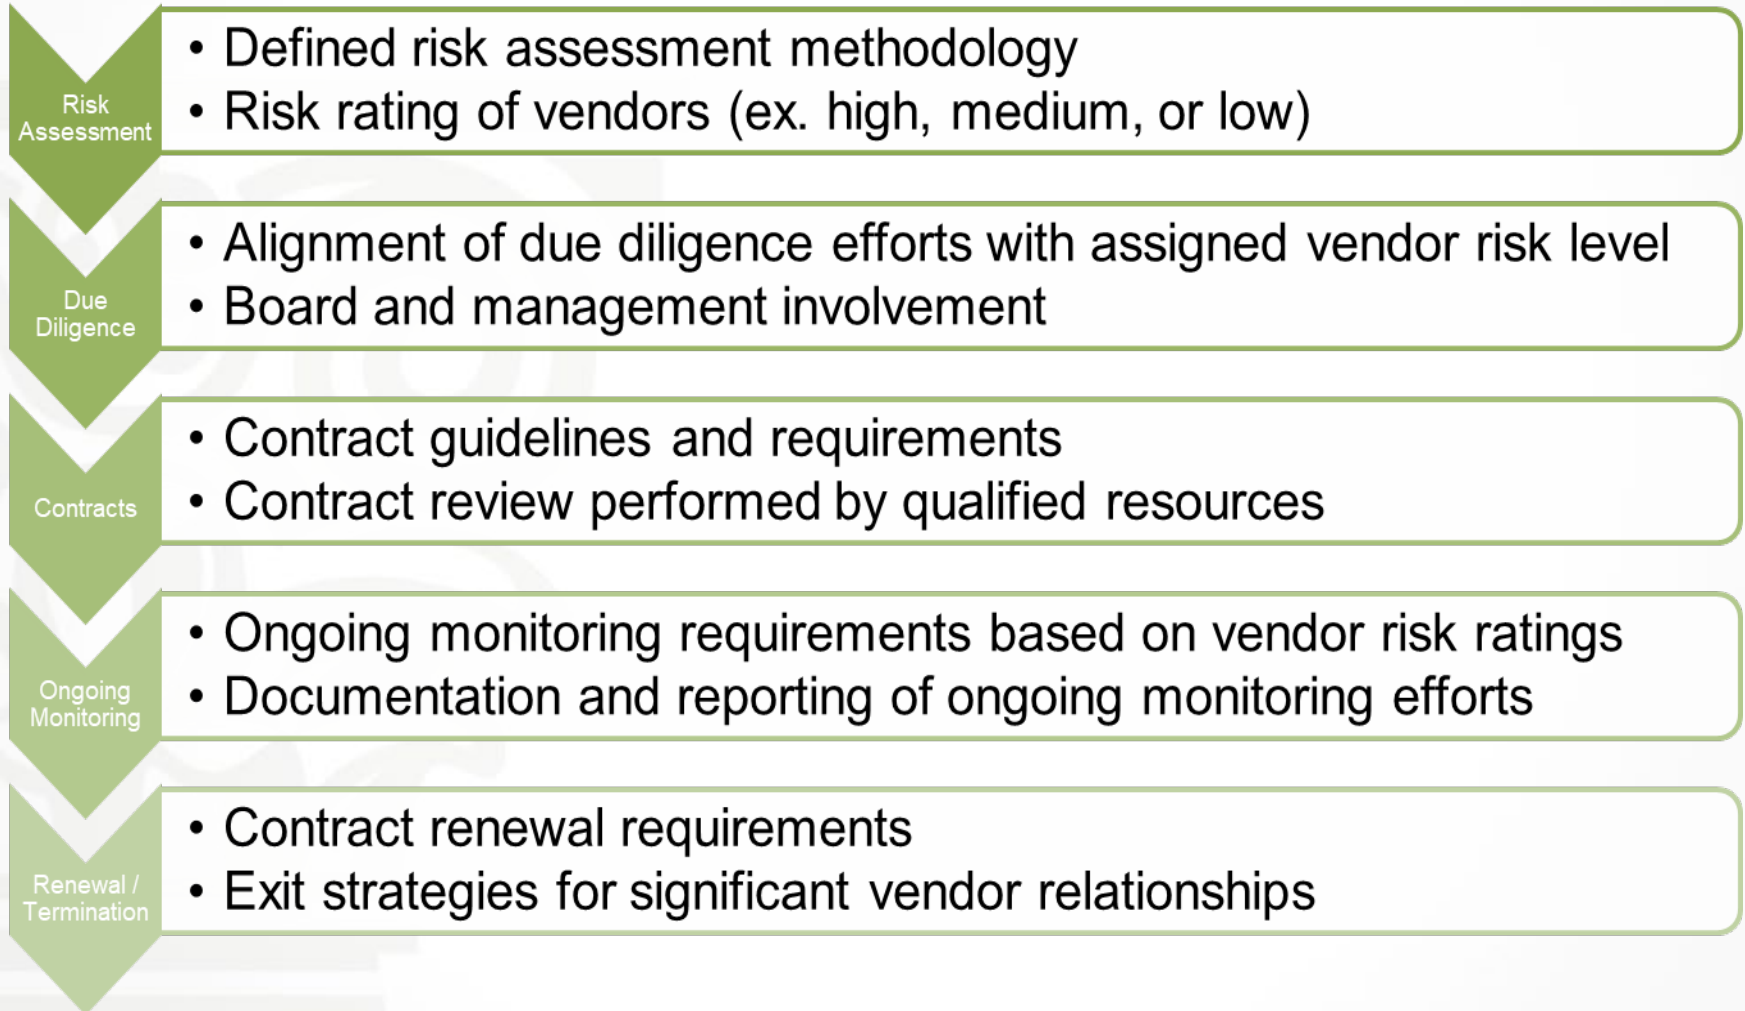 Risk
Assessment
• Defined risk assessment methodology
• Risk rating of vendors (ex. high, medium, or low)
Due
Diligence
• Alignment of due diligence efforts with assigned vendor risk level
• Board and management involvement
Contracts
• Contract guidelines and requirements
• Contract review performed by qualified resources
Ongoing
Monitoring
• Ongoing monitoring requirements based on vendor risk ratings
• Documentation and reporting of ongoing monitoring efforts
Renewal /
Termination
• Contract renewal requirements
• Exit strategies for significant vendor relationships